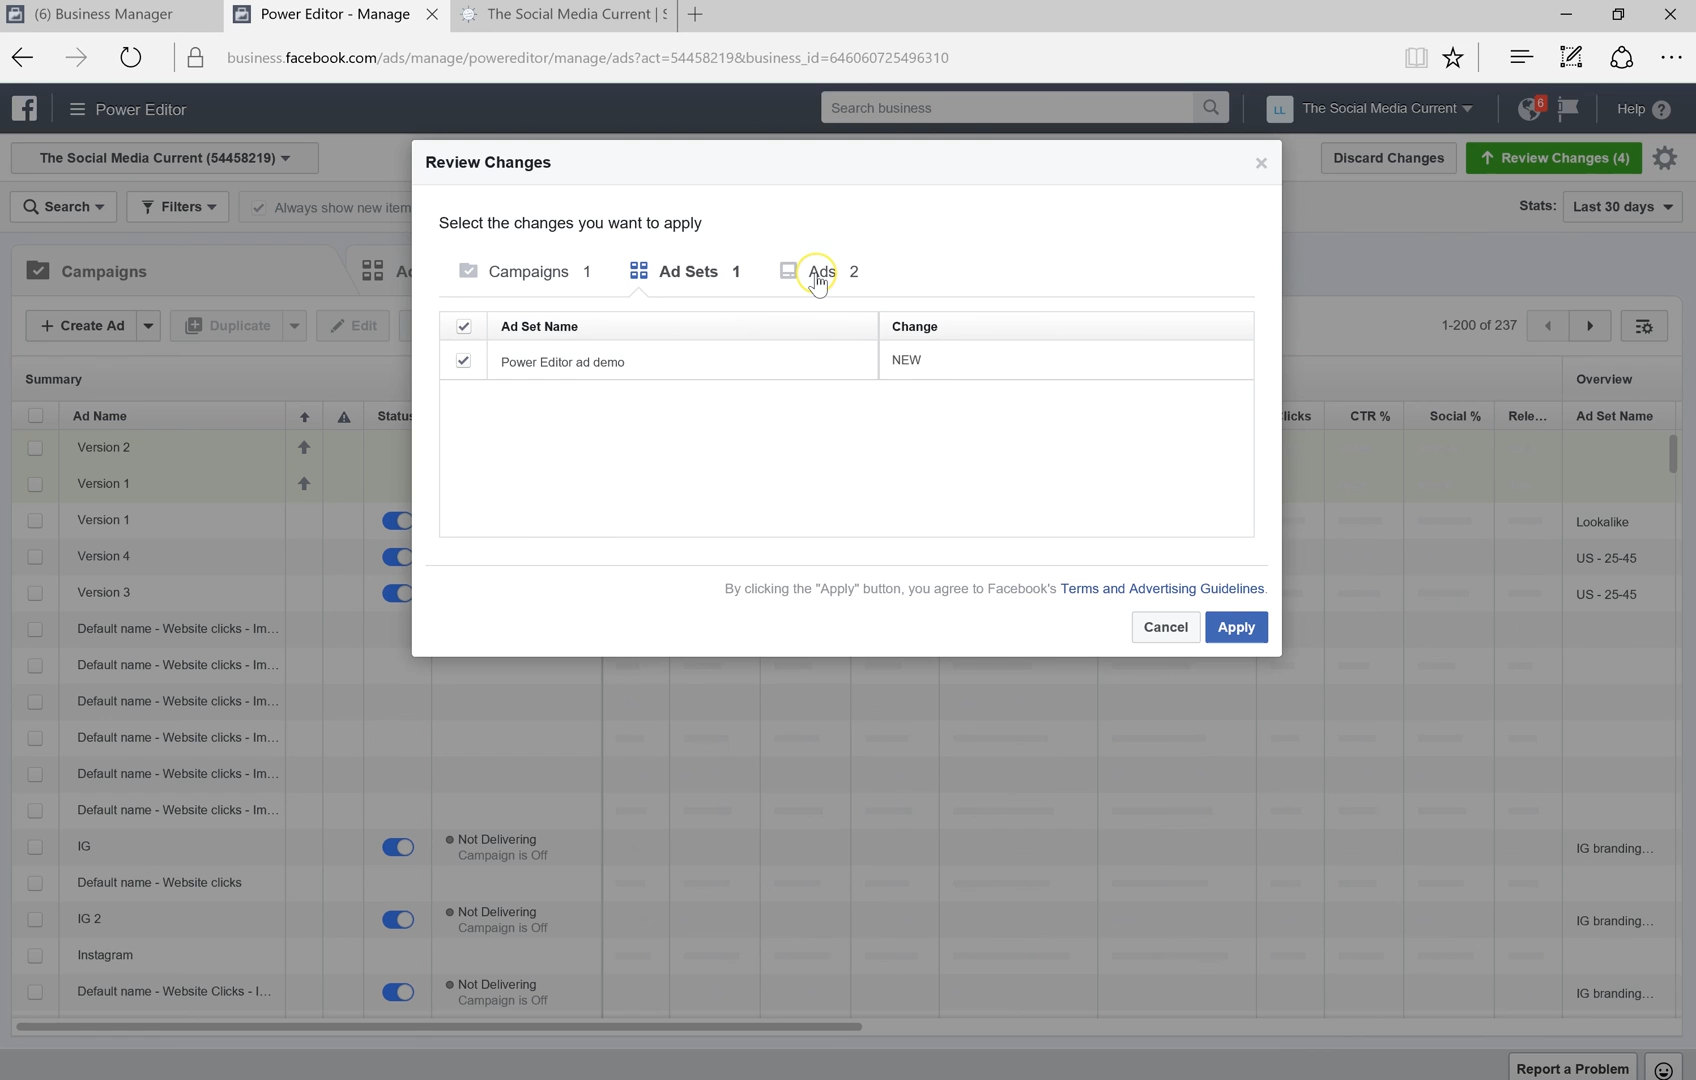 (6) Business Manager
Power Editor - Manage
The Social Media Current | S
business.facebook.com/ads/manage/powereditor/manage/ads?act=54458219&business_id=646060725496310
Power Editor
Search business
LL
The Social Media Current
6
Help
The Social Media Current (54458219)
Discard Changes
Review Changes (4)
Search
Filters
Always show new item
Stats:
Last 30 days
Campaigns
Review Changes
Select the changes you want to apply
Campaigns 1
Ad Sets 1
Ads 2
Ad Set Name
Change
Power Editor ad demo
NEW
By clicking the "Apply" button, you agree to Facebook's Terms and Advertising Guidelines.
Cancel
Apply
Create Ad
Duplicate
Edit
1-200 of 237
Summary
Overview
Ad Name
Status
licks
CTR %
Social %
Rele...
Ad Set Name
Version 2
Version 1
Version 1
Lookalike
Version 4
US - 25-45
Version 3
US - 25-45
Default name - Website clicks - Im...
Default name - Website clicks - Im...
Default name - Website clicks - Im...
Default name - Website clicks - Im...
Default name - Website clicks - Im...
Default name - Website clicks - Im...
IG
Not Delivering
Campaign is Off
IG branding...
Default name - Website clicks
IG 2
Not Delivering
Campaign is Off
IG branding...
Instagram
Default name - Website Clicks - I...
Not Delivering
Campaign is Off
IG branding...
Report a Problem